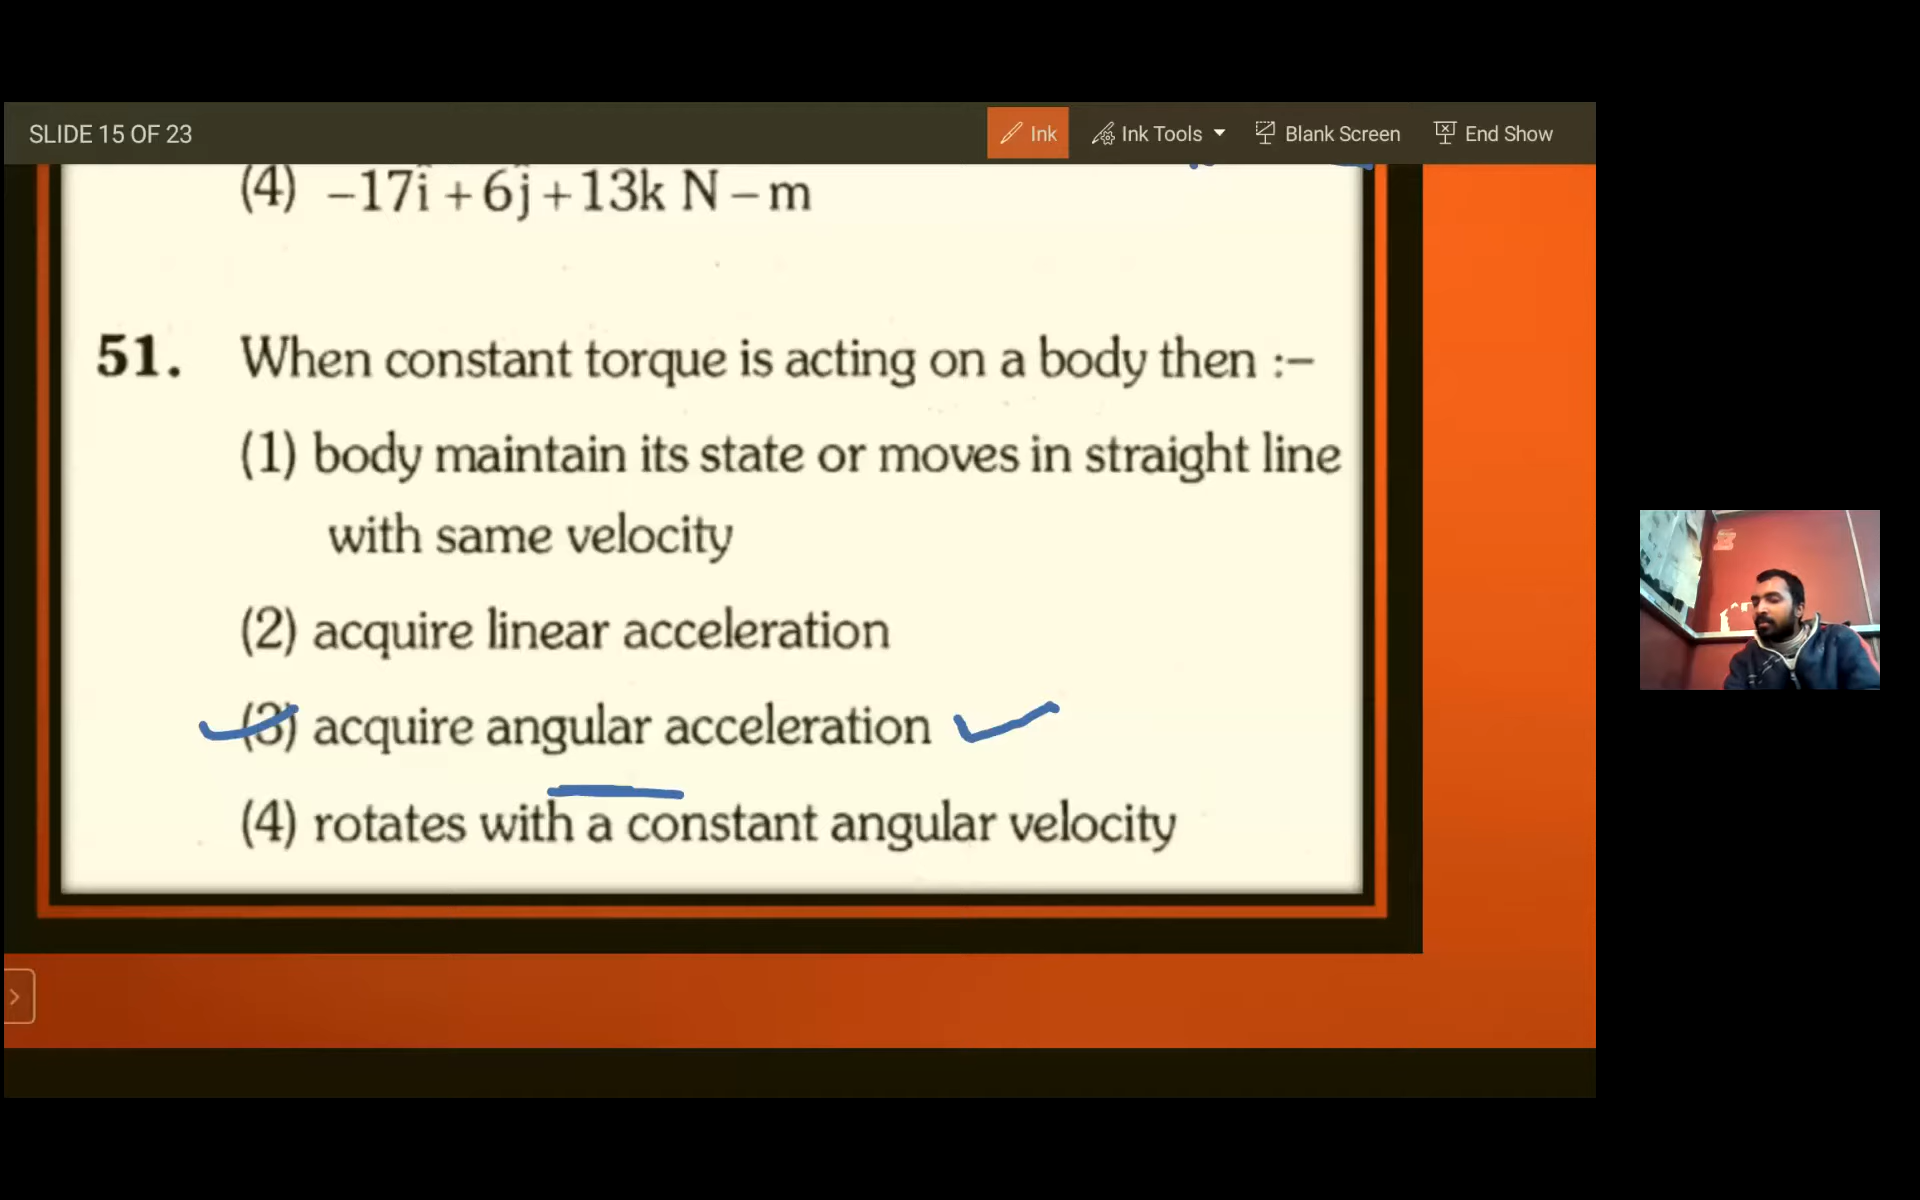 SLIDE 15 OF 23
Ink
Ink Tools
Blank Screen
End Show
(4) −17î + 6ĵ + 13k N − m
51. When constant torque is acting on a body then :−
(1) body maintain its state or moves in straight line
with same velocity
(2) acquire linear acceleration
(3) acquire angular acceleration
(4) rotates with a constant angular velocity